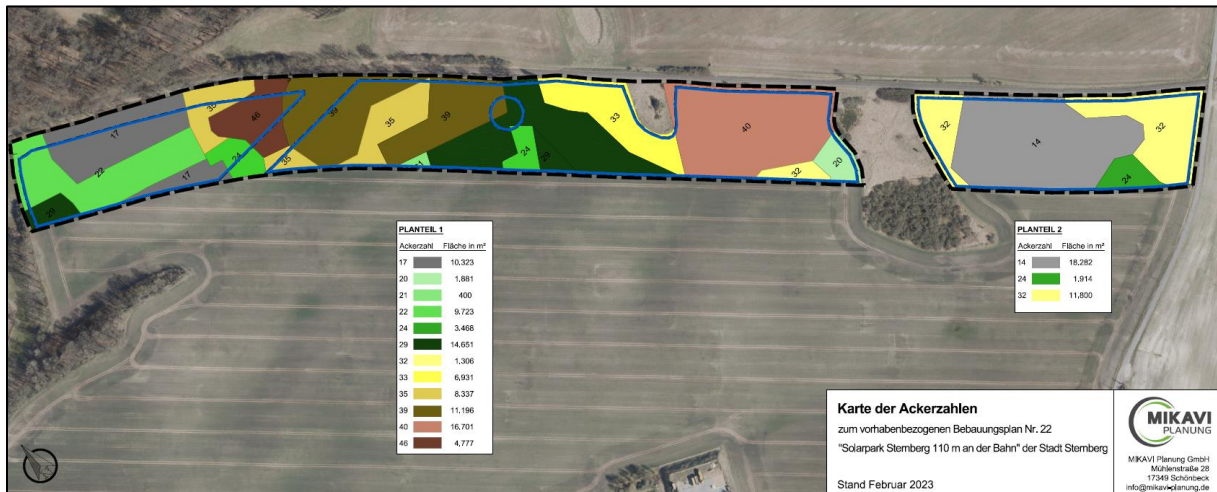 17
22
17
29
35
46
24
35
39
35
39
21
24
29
33
40
32
20
32
14
32
24
PLANTEIL 1
Ackerzahl Fläche in m²
17 10,323
20 1,881
21 400
22 9.723
24 3.468
29 14,651
32 1,306
33 6,931
35 8.337
39 11.196
40 16,701
46 4,777
PLANTEIL 2
Ackerzahl Fläche in m²
14 18,282
24 1,914
32 11,800
Karte der Ackerzahlen
zum vorhabenbezogenen Bebauungsplan Nr. 22
"Solarpark Sternberg 110 m an der Bahn" der Stadt Sternberg
Stand Februar 2023
MIKAVI
PLANUNG
MIKAVI Planung GmbH
Mühlenstraße 28
17349 Schönbeck
info@mikavi-planung.de